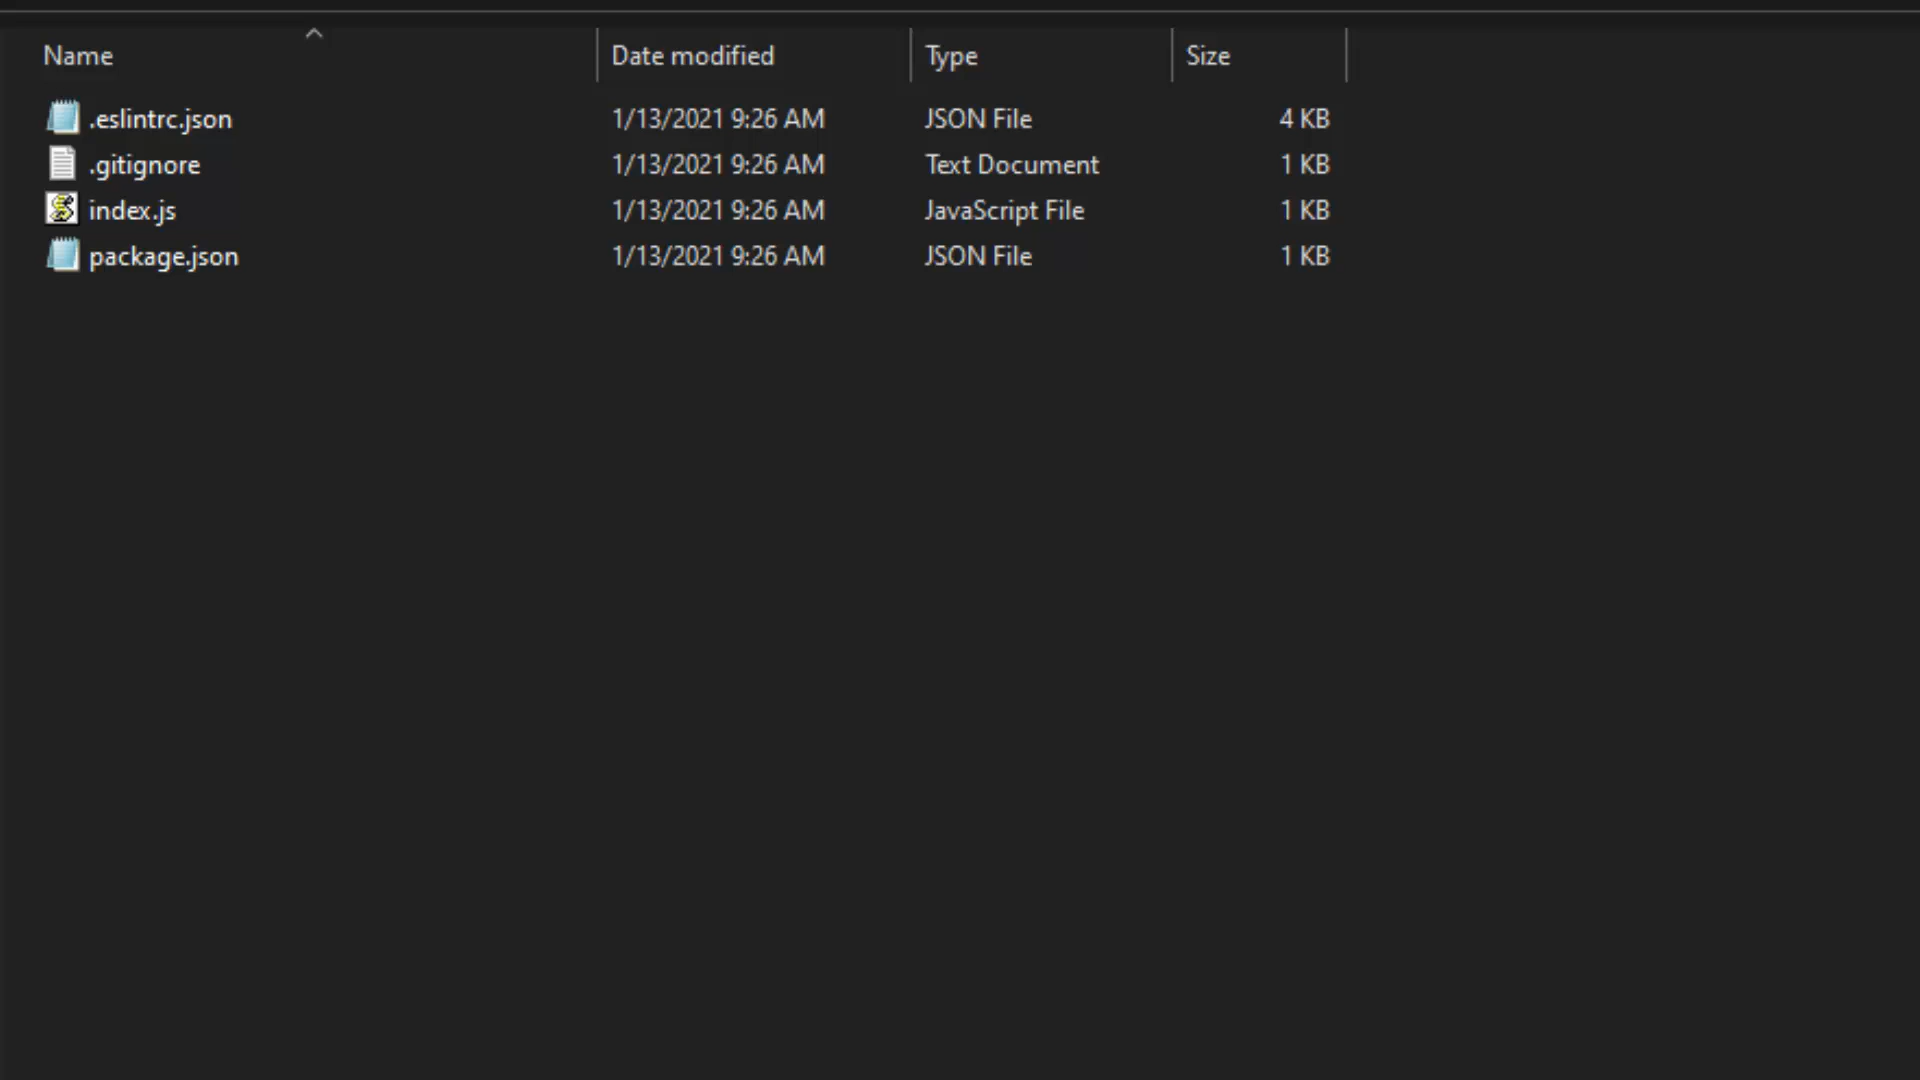 Name Date modified Type Size
.eslintrc.json 1/13/2021 9:26 AM JSON File 4 KB
.gitignore 1/13/2021 9:26 AM Text Document 1 KB
index.js 1/13/2021 9:26 AM JavaScript File 1 KB
package.json 1/13/2021 9:26 AM JSON File 1 KB